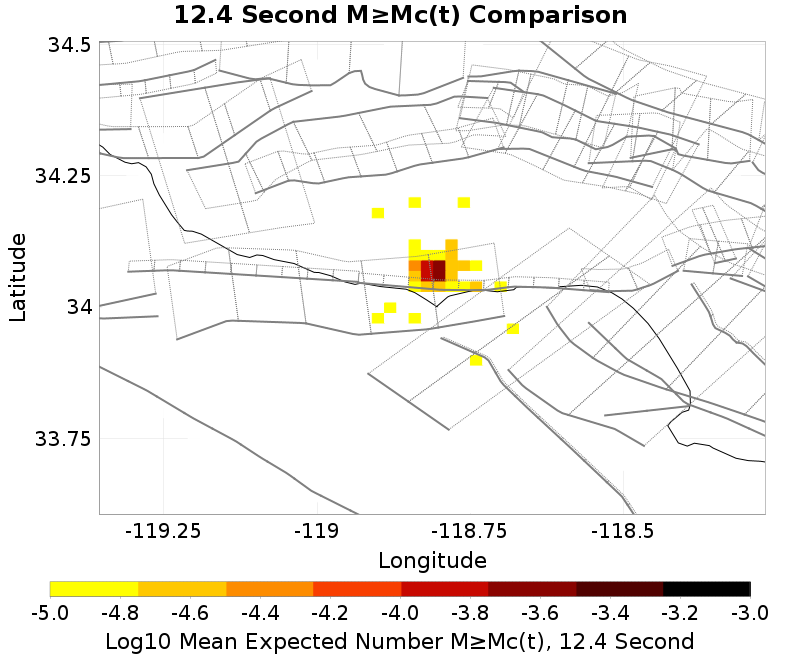 12.4 Second M≥Mc(t) Comparison
34.5
34.25
34
33.75
Latitude
-119.25 -119 -118.75 -118.5
Longitude
-5.0 -4.8 -4.6 -4.4 -4.2 -4.0 -3.8 -3.6 -3.4 -3.2 -3.0
Log10 Mean Expected Number M≥Mc(t), 12.4 Second